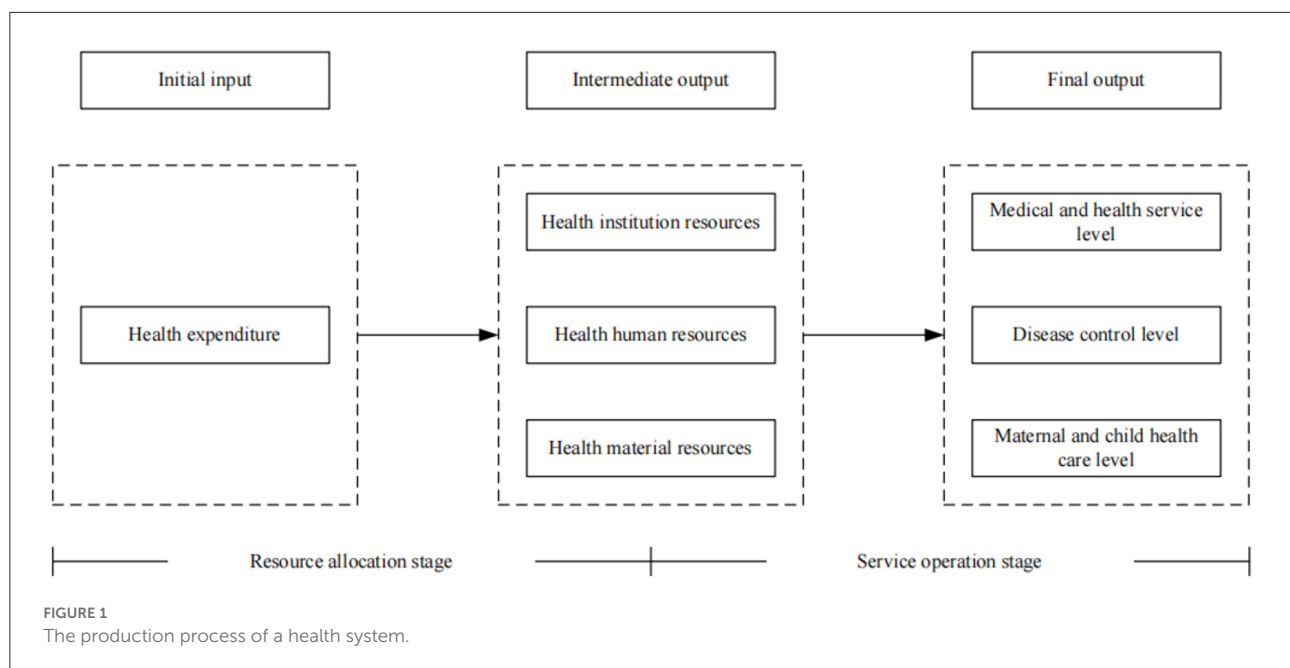 Initial input
Intermediate output
Final output
Health expenditure
Health institution resources
Health human resources
Health material resources
Medical and health service
level
Disease control level
Maternal and child health
care level
Resource allocation stage
Service operation stage
FIGURE 1
The production process of a health system.